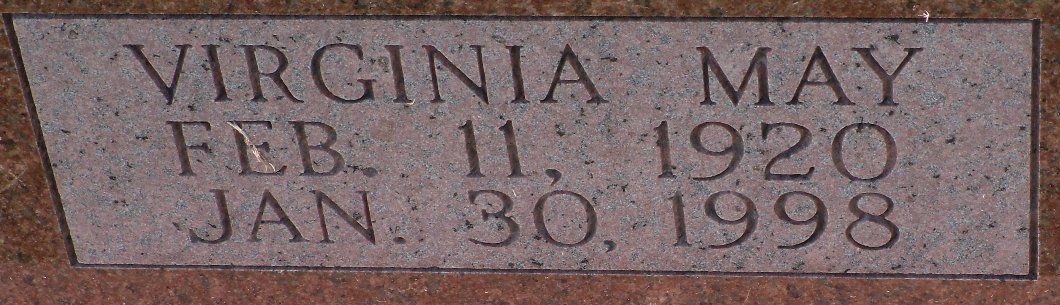 VIRGINIA MAY
FEB. 11, 1920
JAN. 30, 1998